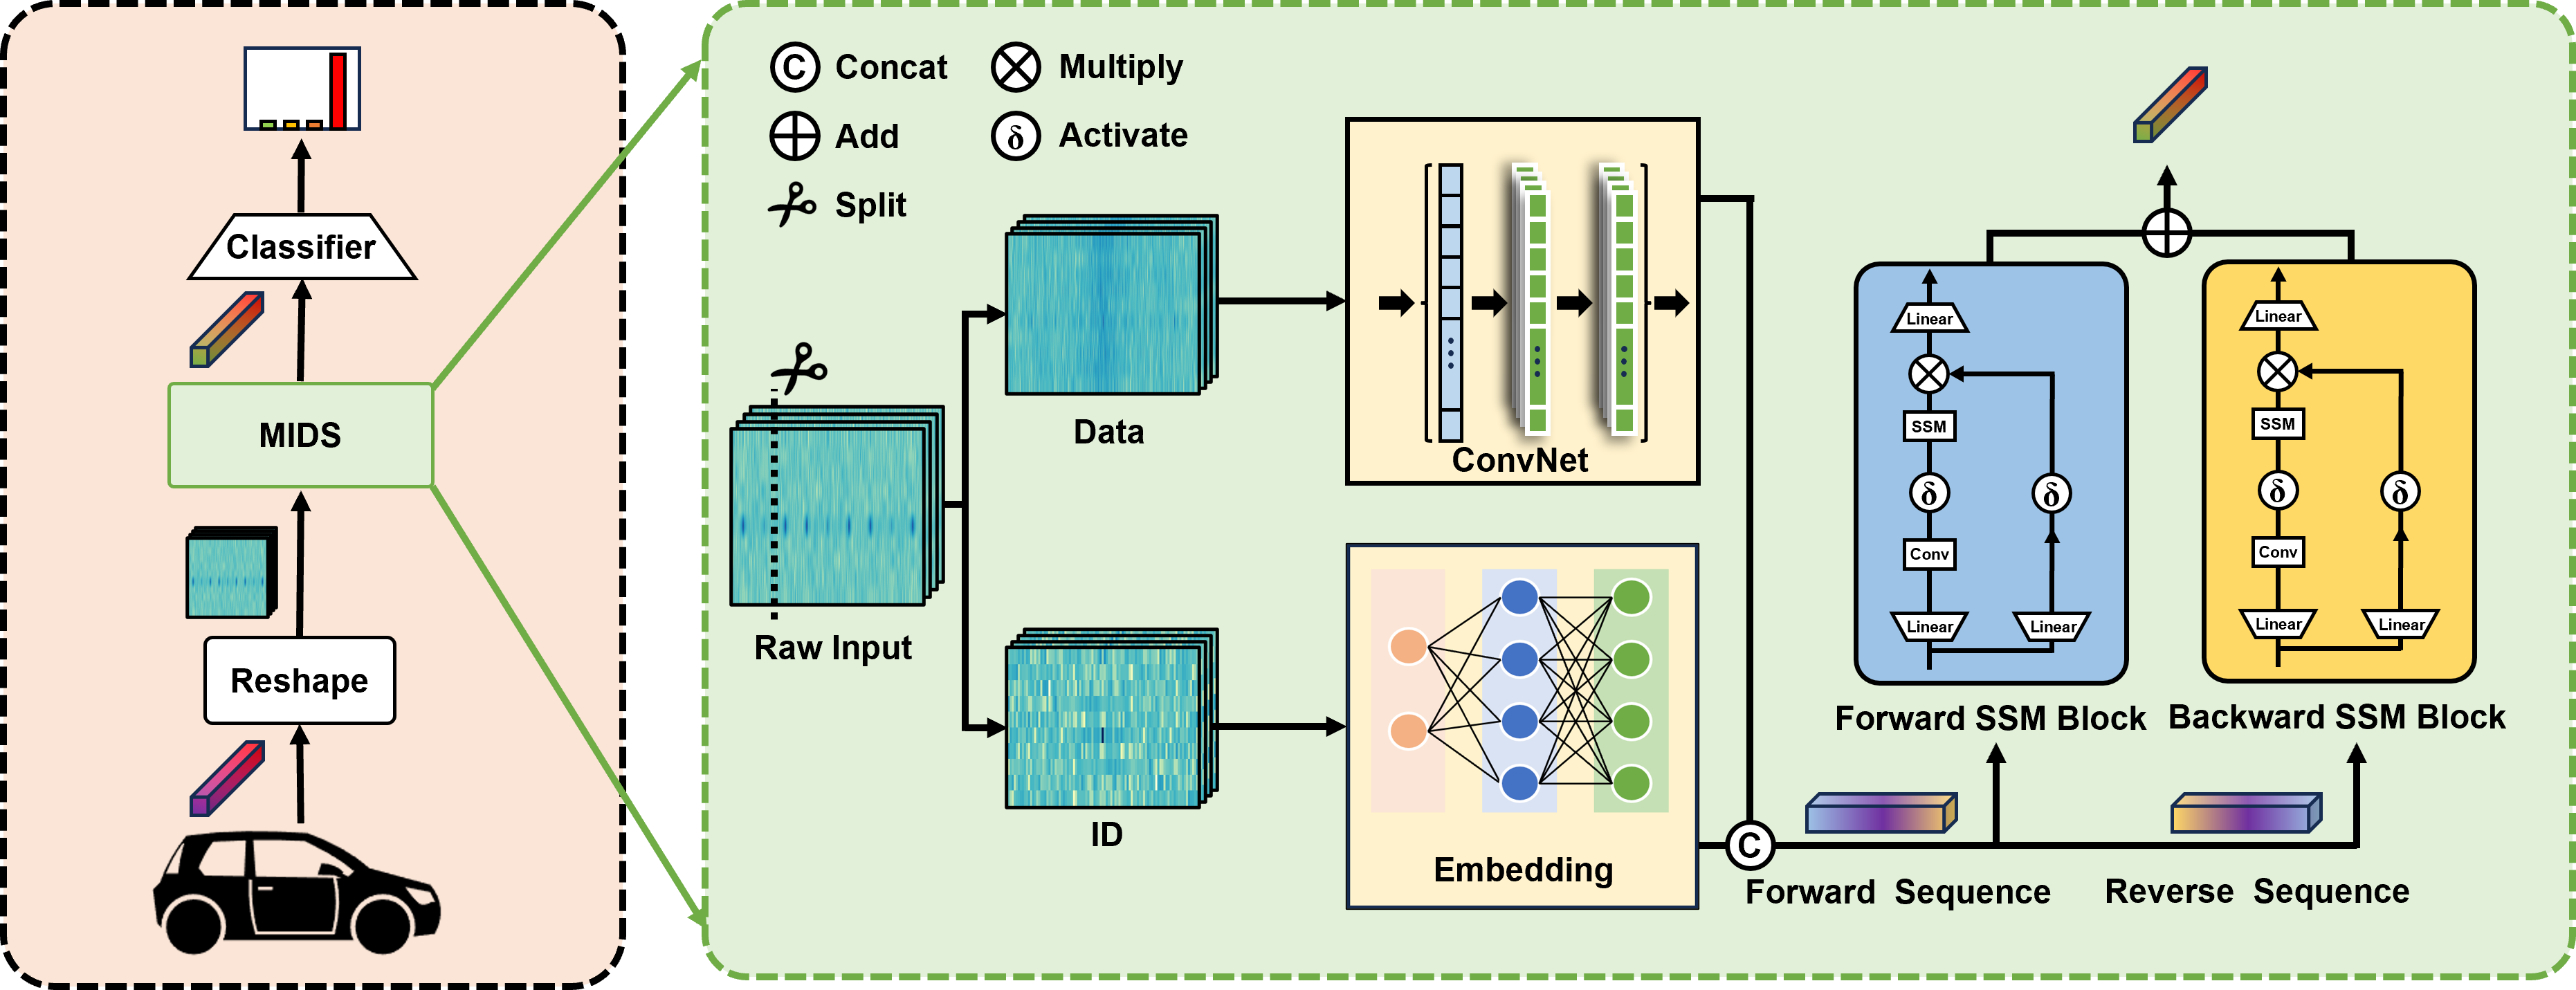 Classifier
MIDS
Reshape
C Concat
Multiply
Add
δ Activate
Split
Raw Input
Data
ID
ConvNet
Embedding
C
Linear
SSM
δ
δ
Conv
Linear
Linear
Forward SSM Block
Linear
SSM
δ
δ
Conv
Linear
Linear
Backward SSM Block
Forward Sequence
Reverse Sequence